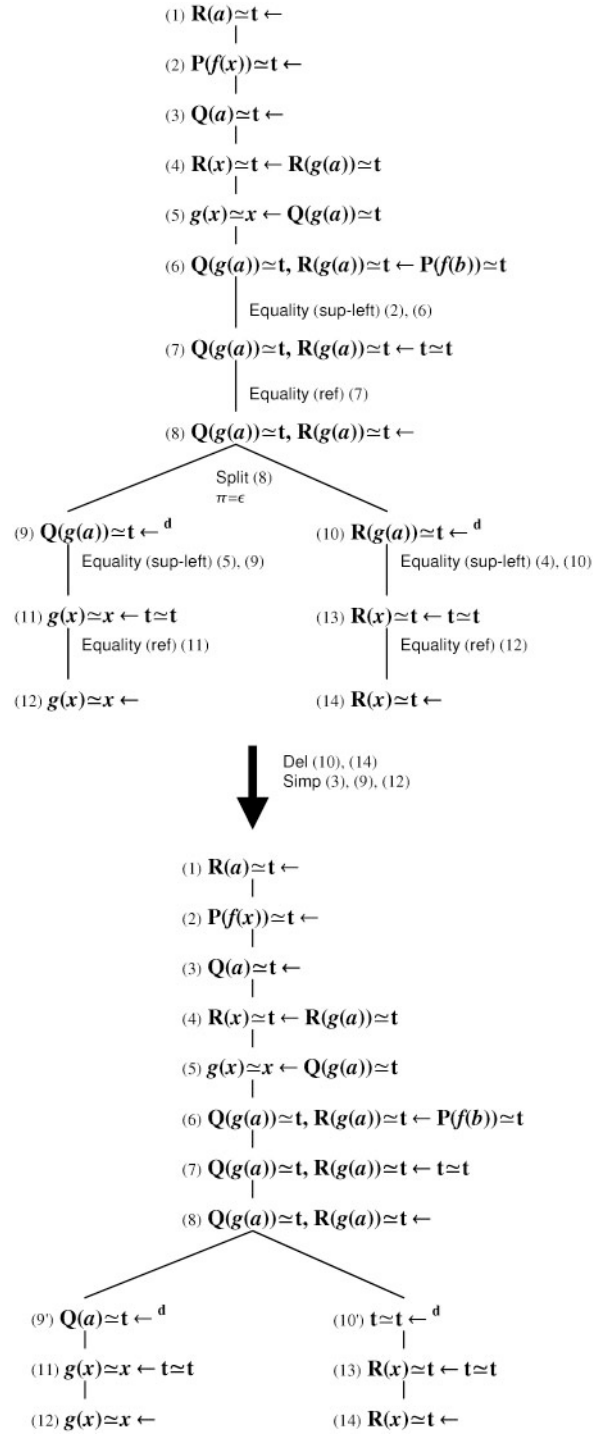 (1) R(a)≃t ←
(2) P(f(x))≃t ←
(3) Q(a)≃t ←
(4) R(x)≃t ← R(g(a))≃t
(5) g(x)≃x ← Q(g(a))≃t
(6) Q(g(a))≃t, R(g(a))≃t ← P(f(b))≃t
Equality (sup-left) (2), (6)
(7) Q(g(a))≃t, R(g(a))≃t ← t≃t
Equality (ref) (7)
(8) Q(g(a))≃t, R(g(a))≃t ←
Split (8)
π=ϵ
(9) Q(g(a))≃t ← d
(10) R(g(a))≃t ← d
Equality (sup-left) (5), (9)
Equality (sup-left) (4), (10)
(11) g(x)≃x ← t≃t
(13) R(x)≃t ← t≃t
Equality (ref) (11)
Equality (ref) (12)
(12) g(x)≃x ←
(14) R(x)≃t ←
Del (10), (14)
Simp (3), (9), (12)
(1) R(a)≃t ←
(2) P(f(x))≃t ←
(3) Q(a)≃t ←
(4) R(x)≃t ← R(g(a))≃t
(5) g(x)≃x ← Q(g(a))≃t
(6) Q(g(a))≃t, R(g(a))≃t ← P(f(b))≃t
(7) Q(g(a))≃t, R(g(a))≃t ← t≃t
(8) Q(g(a))≃t, R(g(a))≃t ←
(9') Q(a)≃t ← d
(10') t≃t ← d
(11) g(x)≃x ← t≃t
(13) R(x)≃t ← t≃t
(12) g(x)≃x ←
(14) R(x)≃t ←